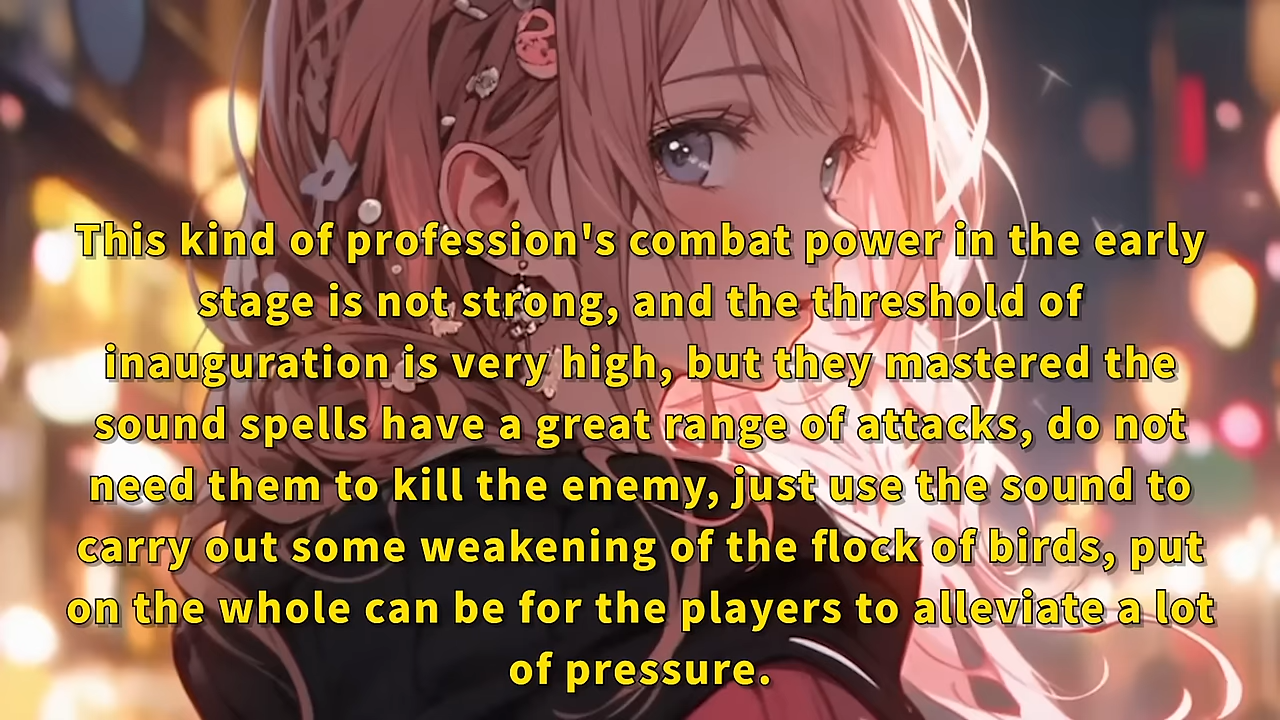 This kind of profession's combat power in the early
stage is not strong, and the threshold of
inauguration is very high, but they mastered the
sound spells have a great range of attacks, do not
need them to kill the enemy, just use the sound to
carry out some weakening of the flock of birds, put
on the whole can be for the players to alleviate a lot
of pressure.